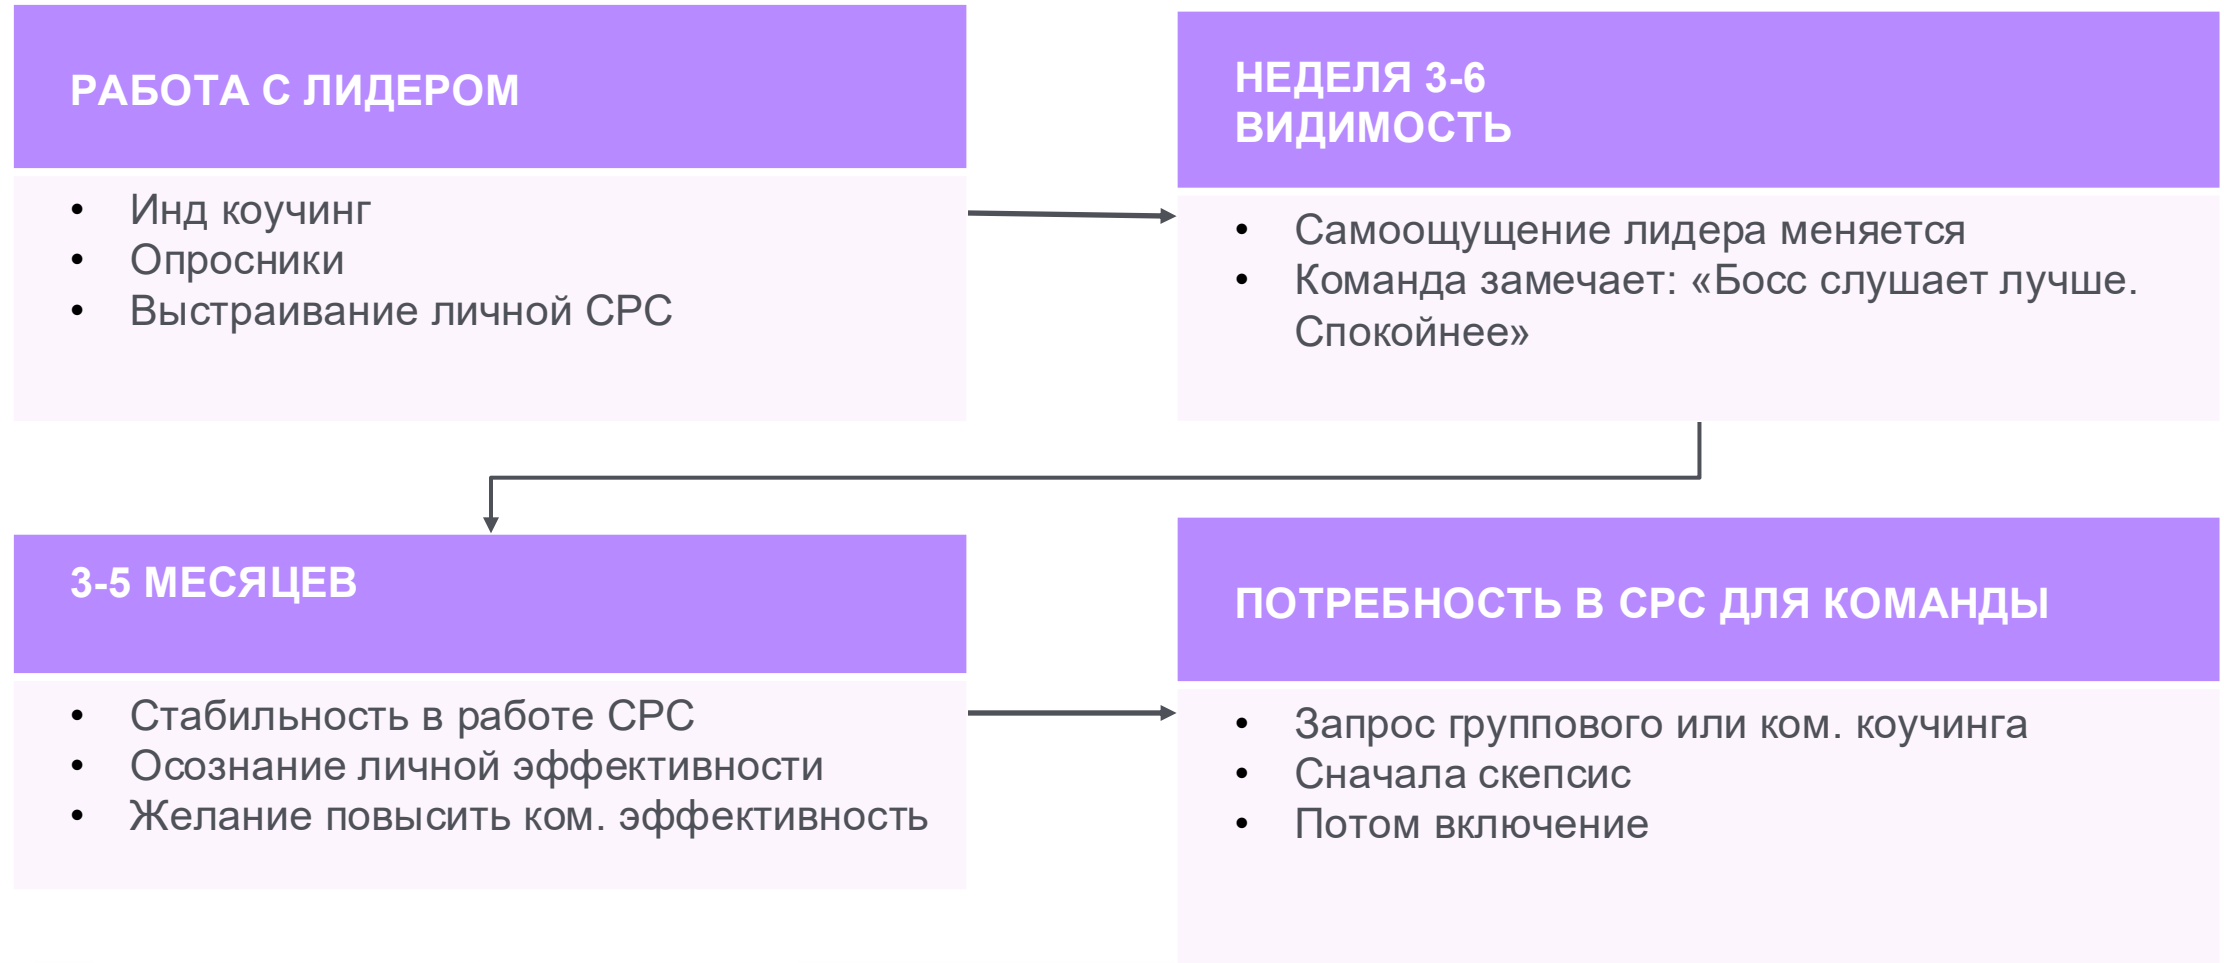 РАБОТА С ЛИДЕРОМ
• Инд коучинг
• Опросники
• Выстраивание личной СРС
НЕДЕЛЯ 3-6
ВИДИМОСТЬ
• Самоощущение лидера меняется
• Команда замечает: «Босс слушает лучше.
Спокойнее»
3-5 МЕСЯЦЕВ
• Стабильность в работе СРС
• Осознание личной эффективности
• Желание повысить ком. эффективность
ПОТРЕБНОСТЬ В СРС ДЛЯ КОМАНДЫ
• Запрос группового или ком. коучинга
• Сначала скепсис
• Потом включение